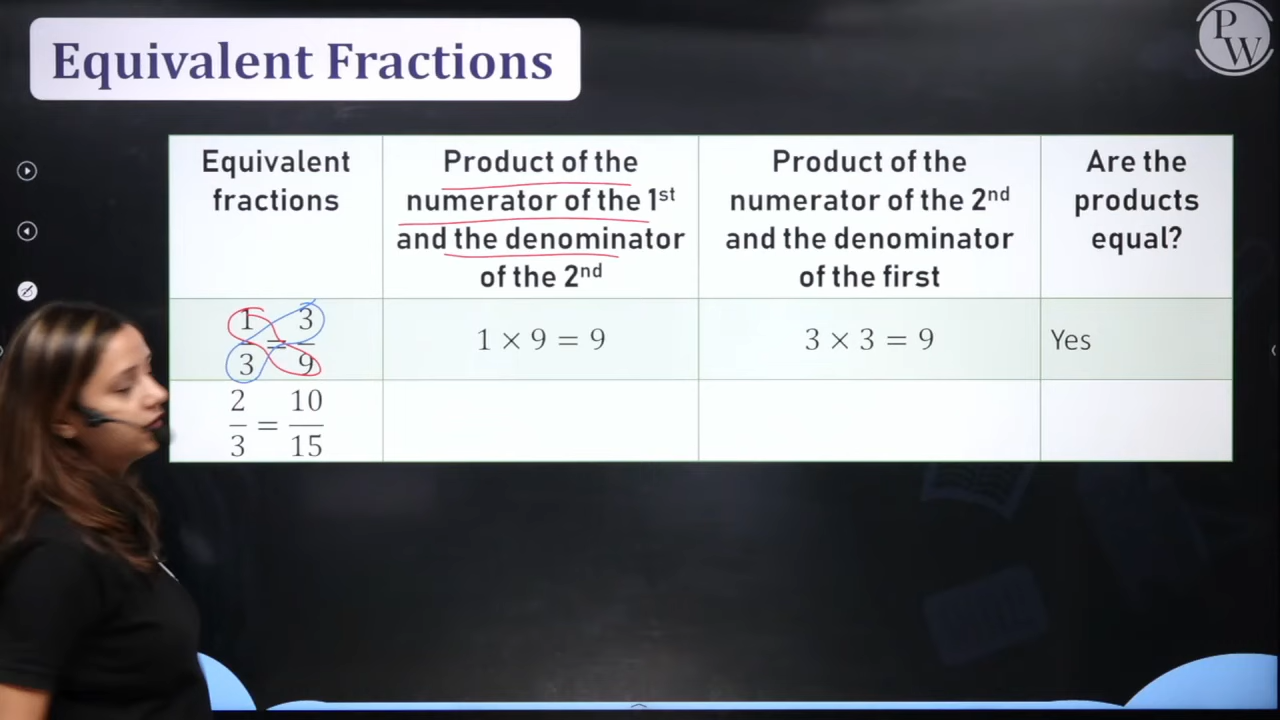 Equivalent Fractions
PW
Equivalent
fractions
Product of the
numerator of the 1st
and the denominator
of the 2nd
Product of the
numerator of the 2nd
and the denominator
of the first
Are the
products
equal?
1/3 = 3/9
1 × 9 = 9
3 × 3 = 9
Yes
2/3 = 10/15